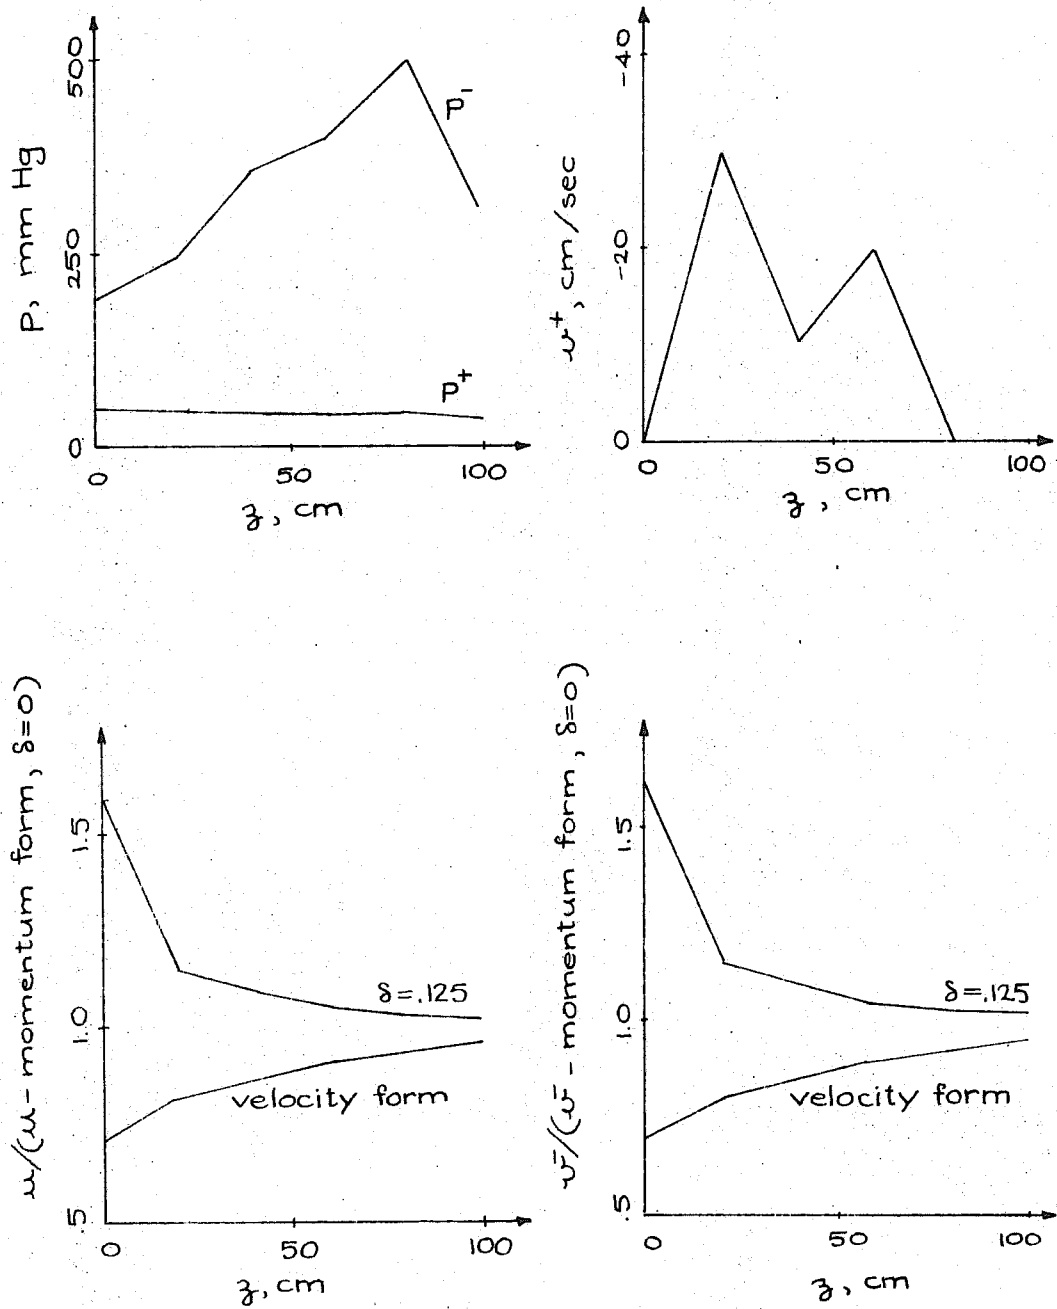 P, mm Hg
500
250
0
P⁻
P⁺
0
50
100
z, cm
v⁺, cm/sec
-40
-20
0
0
50
100
z, cm
u/(u-momentum form, δ=0)
1.5
1.0
.5
δ=.125
velocity form
0
50
100
z, cm
v⁻/(v⁻-momentum form, δ=0)
1.5
1.0
.5
δ=.125
velocity form
0
50
100
z, cm